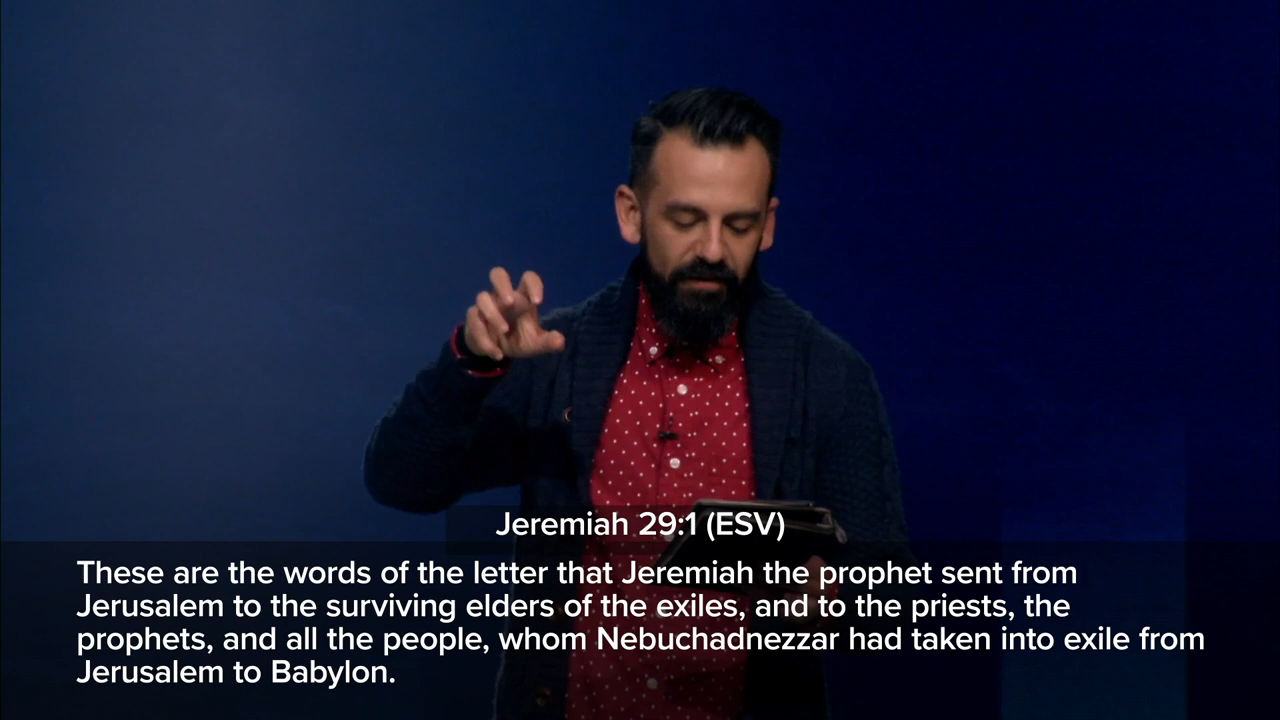 Jeremiah 29:1 (ESV)
These are the words of the letter that Jeremiah the prophet sent from
Jerusalem to the surviving elders of the exiles, and to the priests, the
prophets, and all the people, whom Nebuchadnezzar had taken into exile from
Jerusalem to Babylon.